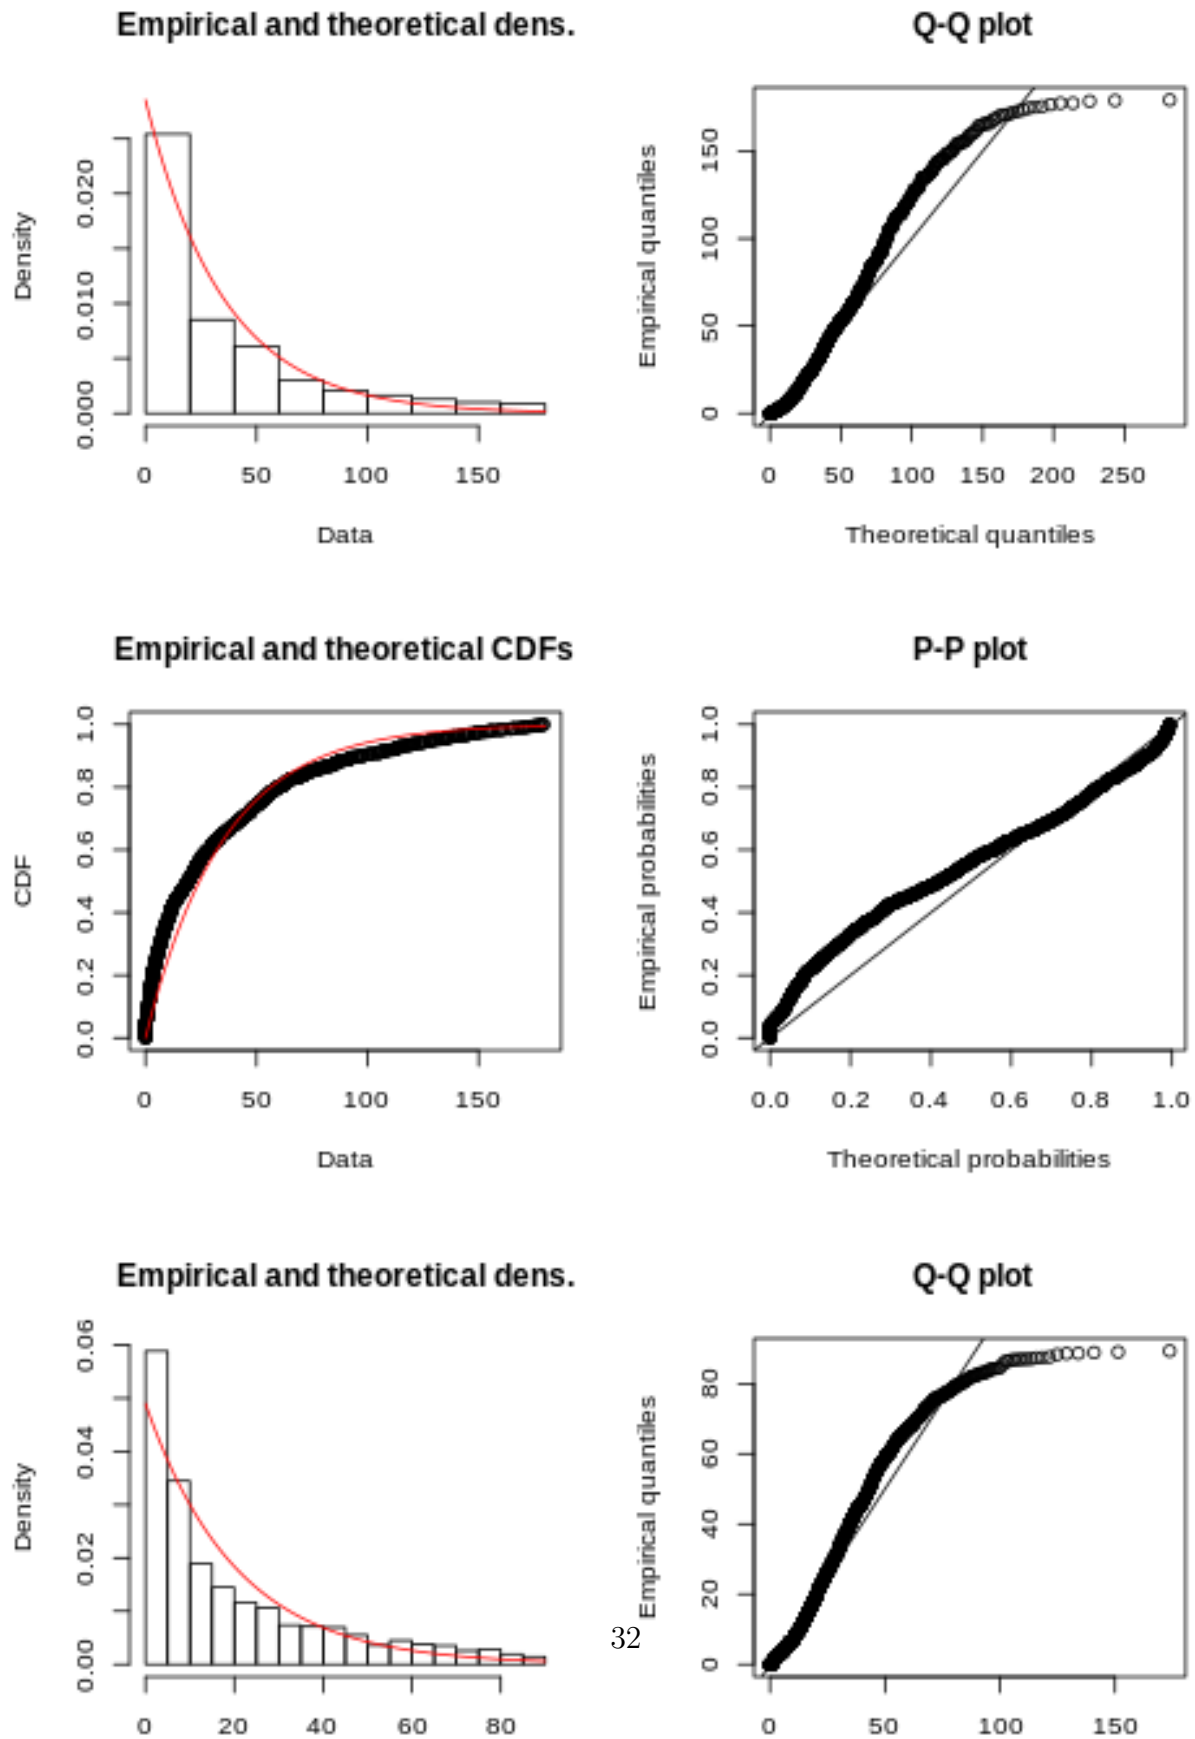 Empirical and theoretical dens.
Density
0.000 0.010 0.020
0 50 100 150
Data
Q-Q plot
Empirical quantiles
0 50 100 150
0 50 100 150 200 250
Theoretical quantiles
Empirical and theoretical CDFs
CDF
0.0 0.2 0.4 0.6 0.8 1.0
0 50 100 150
Data
P-P plot
Empirical probabilities
0.0 0.2 0.4 0.6 0.8 1.0
0.0 0.2 0.4 0.6 0.8 1.0
Theoretical probabilities
Empirical and theoretical dens.
Density
0.00 0.02 0.04 0.06
0 20 40 60 80
Q-Q plot
Empirical quantiles
0 20 40 60 80
0 50 100 150
32